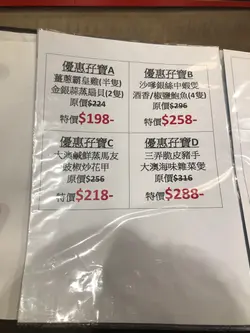 優惠孖寶A
薑蔥霸皇雞(半隻)
金銀蒜蒸扇貝(2隻)
原價$224
特價$198-
優惠孖寶B
沙嗲銀絲中蝦煲
酒香/椒鹽鮑魚(4隻)
原價$296
特價$258-
優惠孖寶C
大澳鹹鮮蒸馬友
豉椒炒花甲
原價$256
特價$218-
優惠孖寶D
三弄脆皮豬手
大澳海味雜菜煲
原價$316
特價$288-